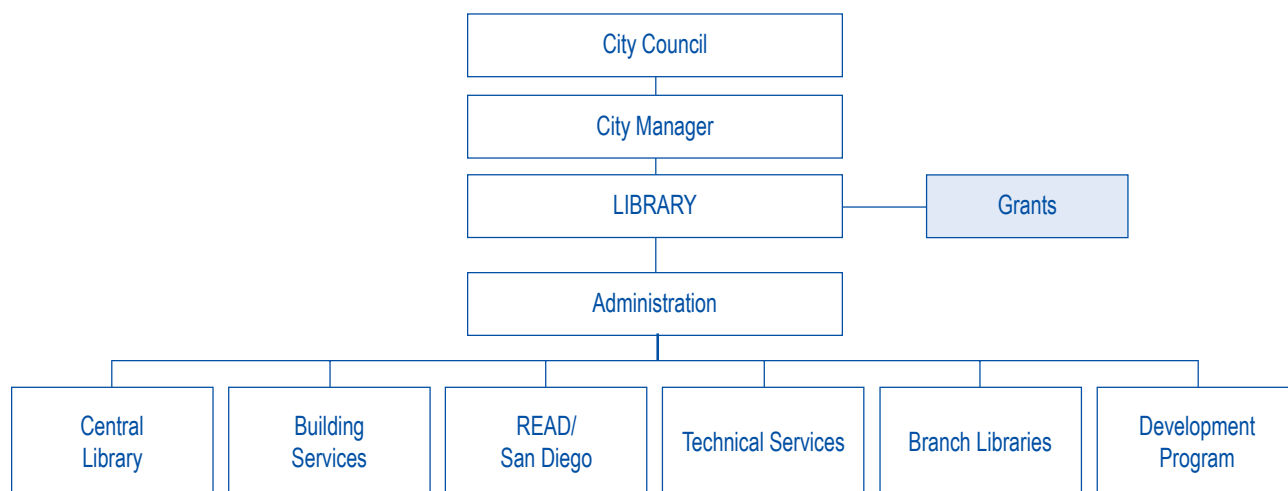 City Council
City Manager
LIBRARY
Grants
Administration
Central
Library
Building
Services
READ/
San Diego
Technical Services
Branch Libraries
Development
Program